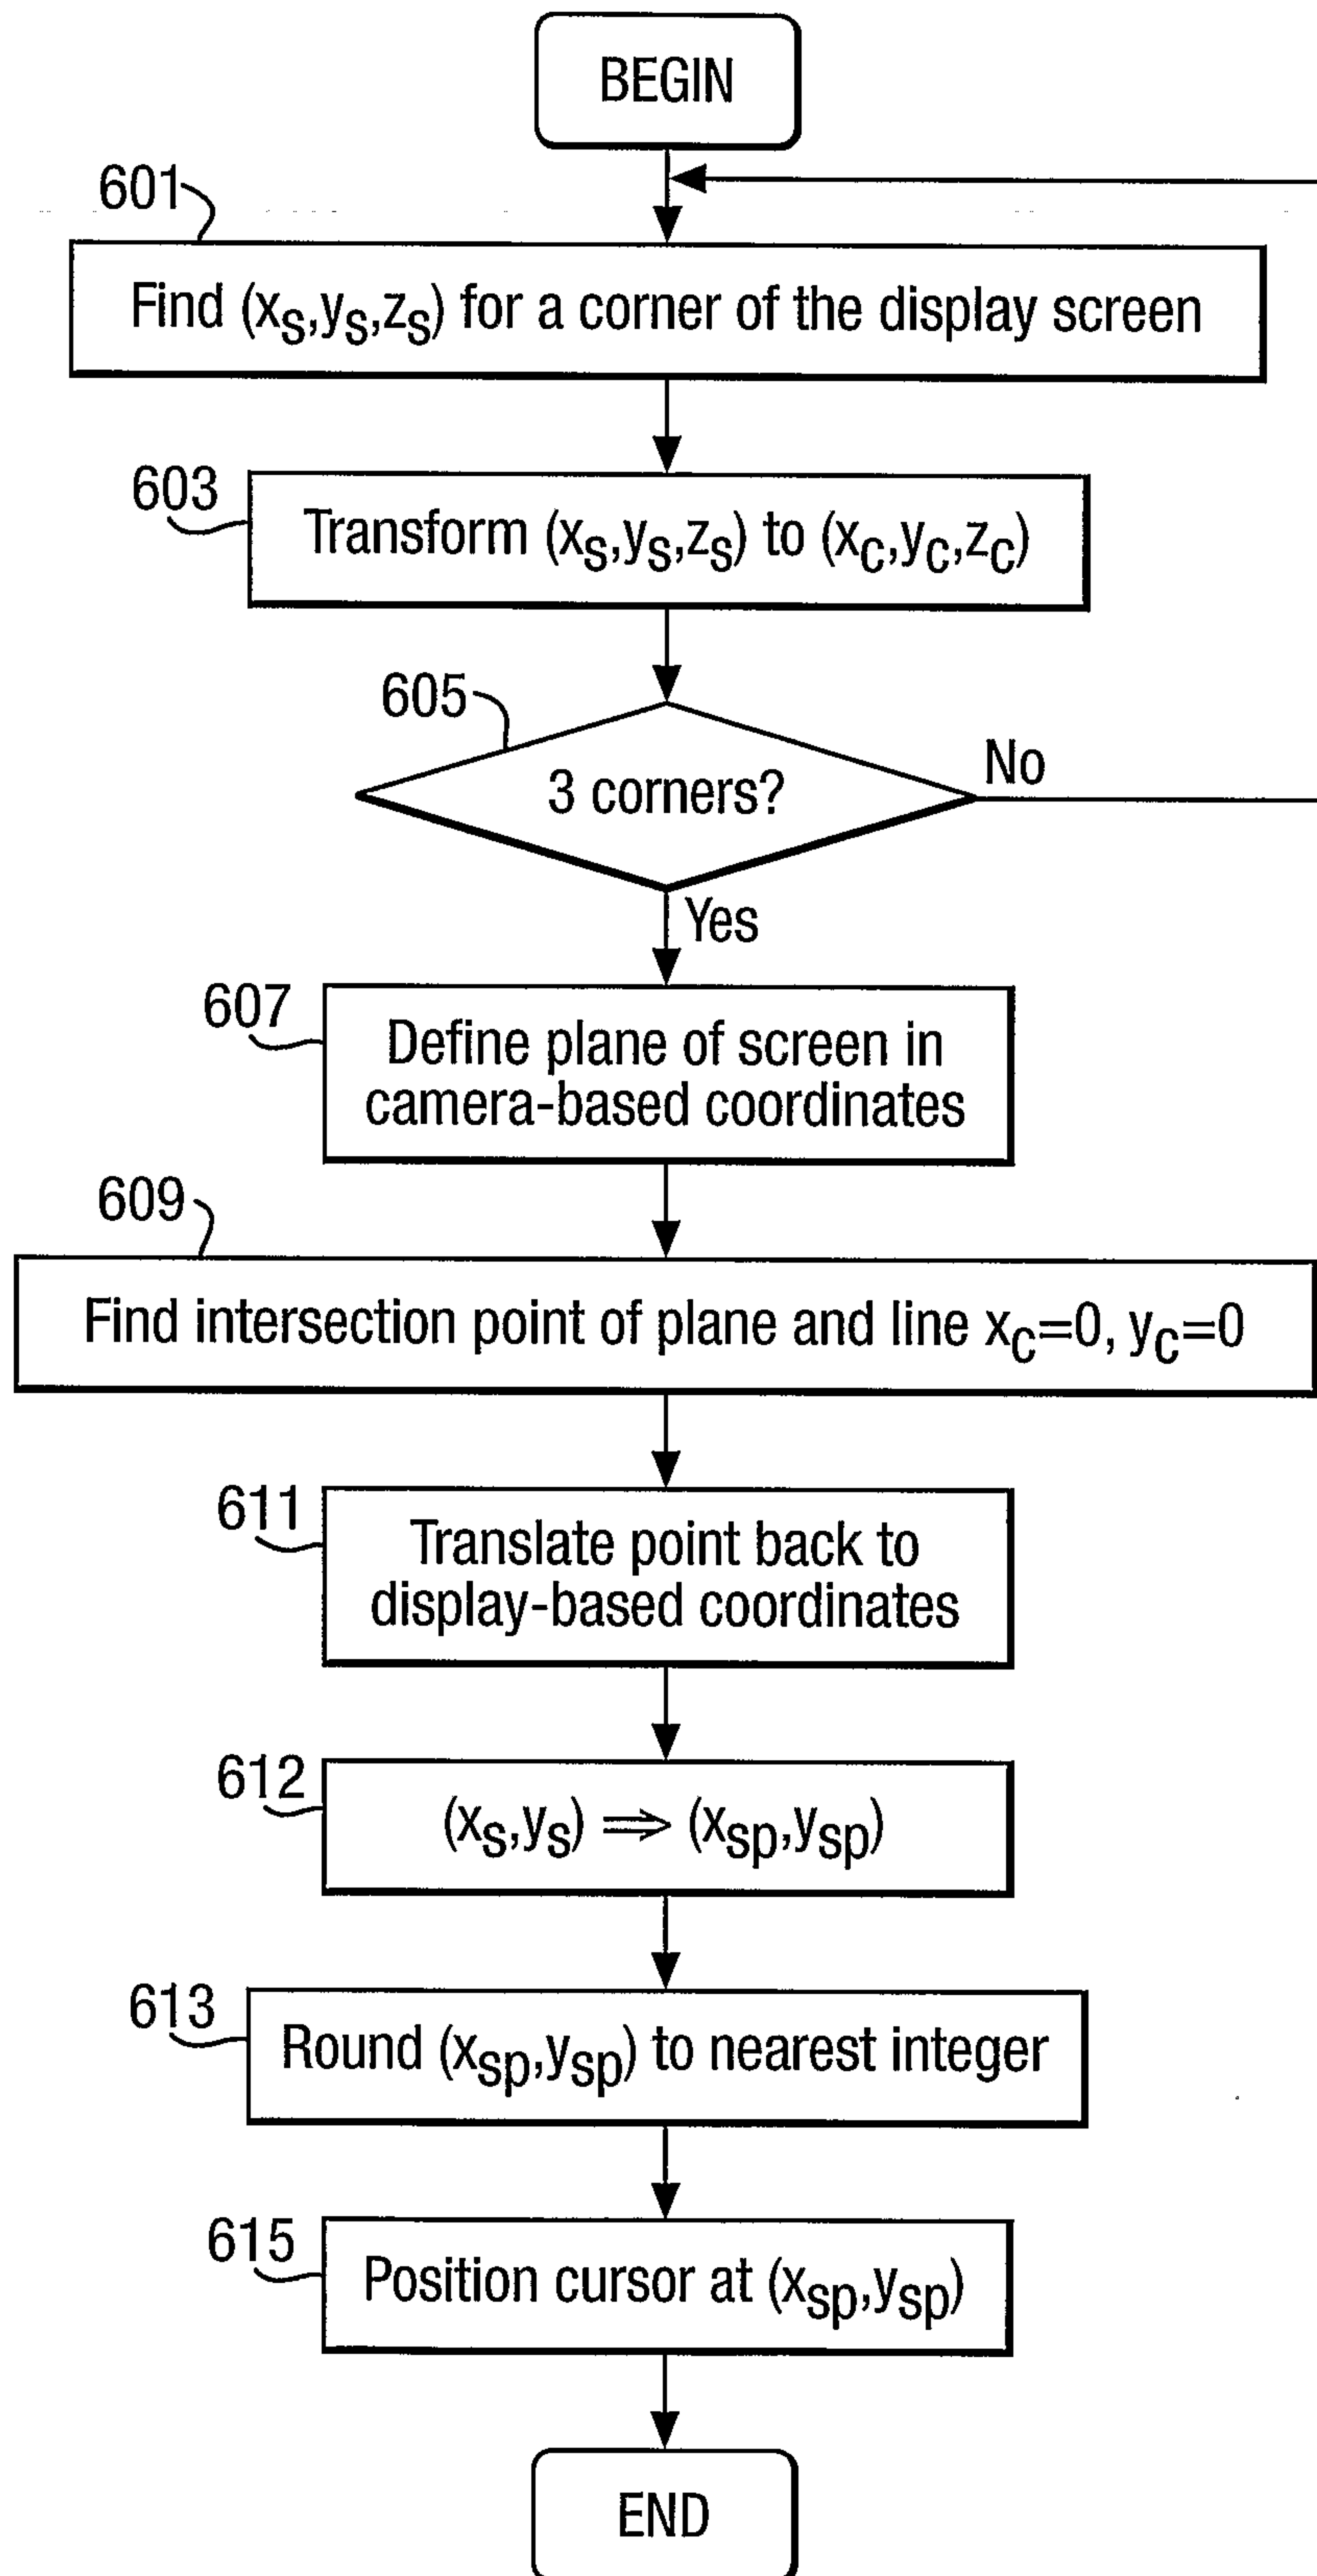 BEGIN
601
Find (xs,ys,zs) for a corner of the display screen
603
Transform (xs,ys,zs) to (xc,yc,zc)
605
3 corners?
No
Yes
607
Define plane of screen in
camera-based coordinates
609
Find intersection point of plane and line xc=0, yc=0
611
Translate point back to
display-based coordinates
612
(xs,ys) ⇒ (xsp,ysp)
613
Round (xsp,ysp) to nearest integer
615
Position cursor at (xsp,ysp)
END